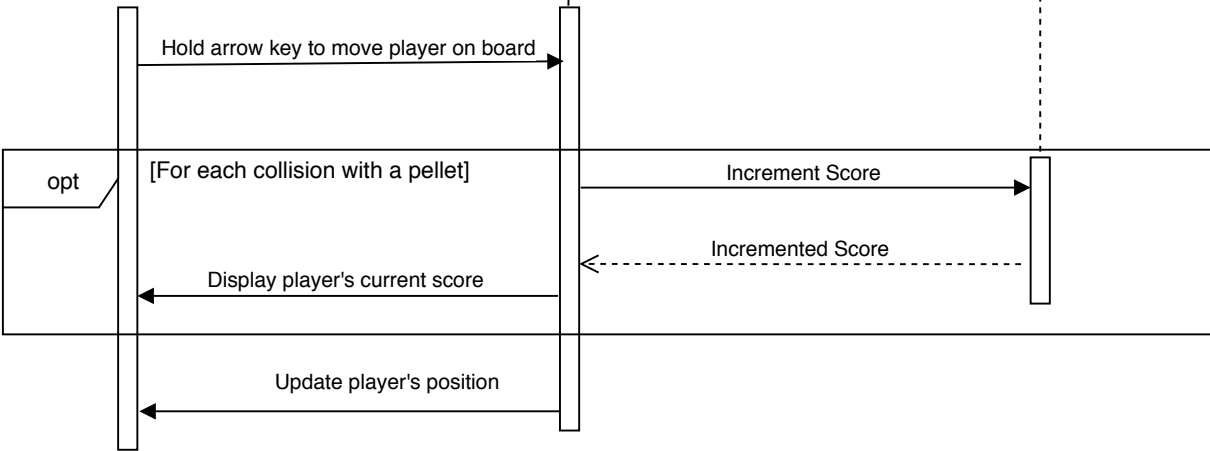 Hold arrow key to move player on board
opt
[For each collision with a pellet]
Increment Score
Incremented Score
Display player's current score
Update player's position